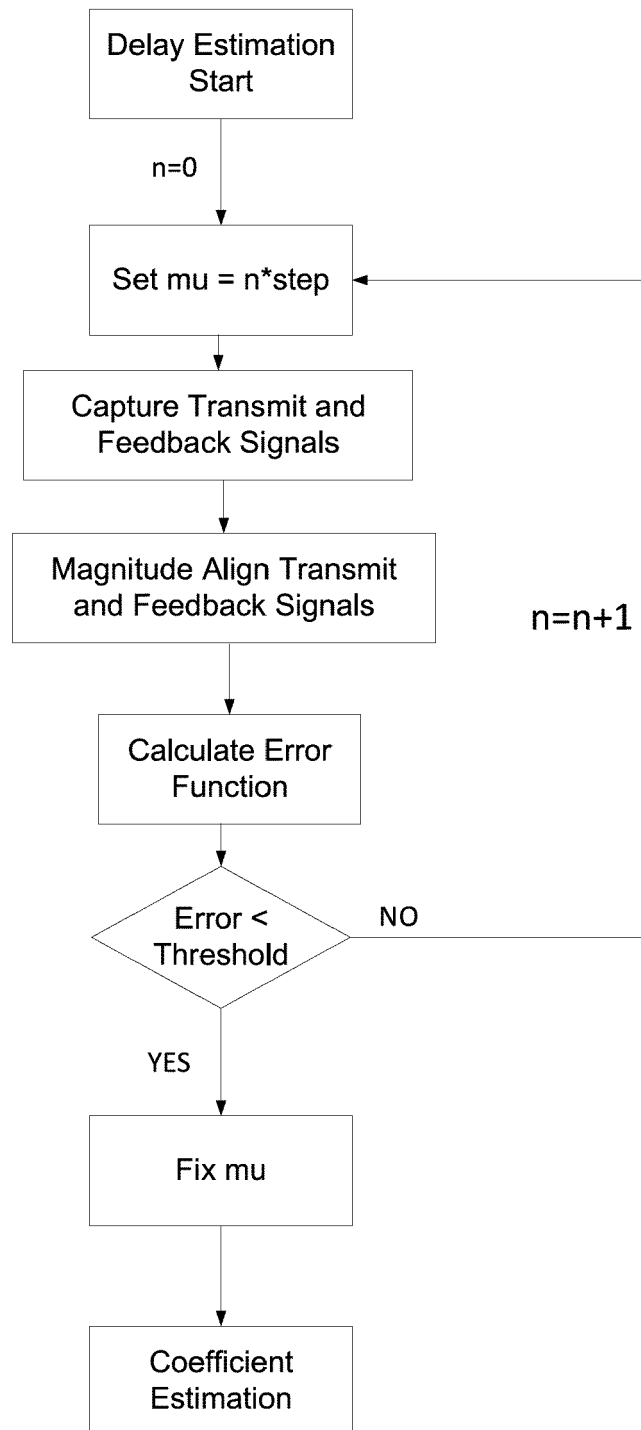 Delay Estimation
Start
n=0
Set mu = n*step
Capture Transmit and
Feedback Signals
Magnitude Align Transmit
and Feedback Signals
n=n+1
Calculate Error
Function
Error <
Threshold
NO
YES
Fix mu
Coefficient
Estimation